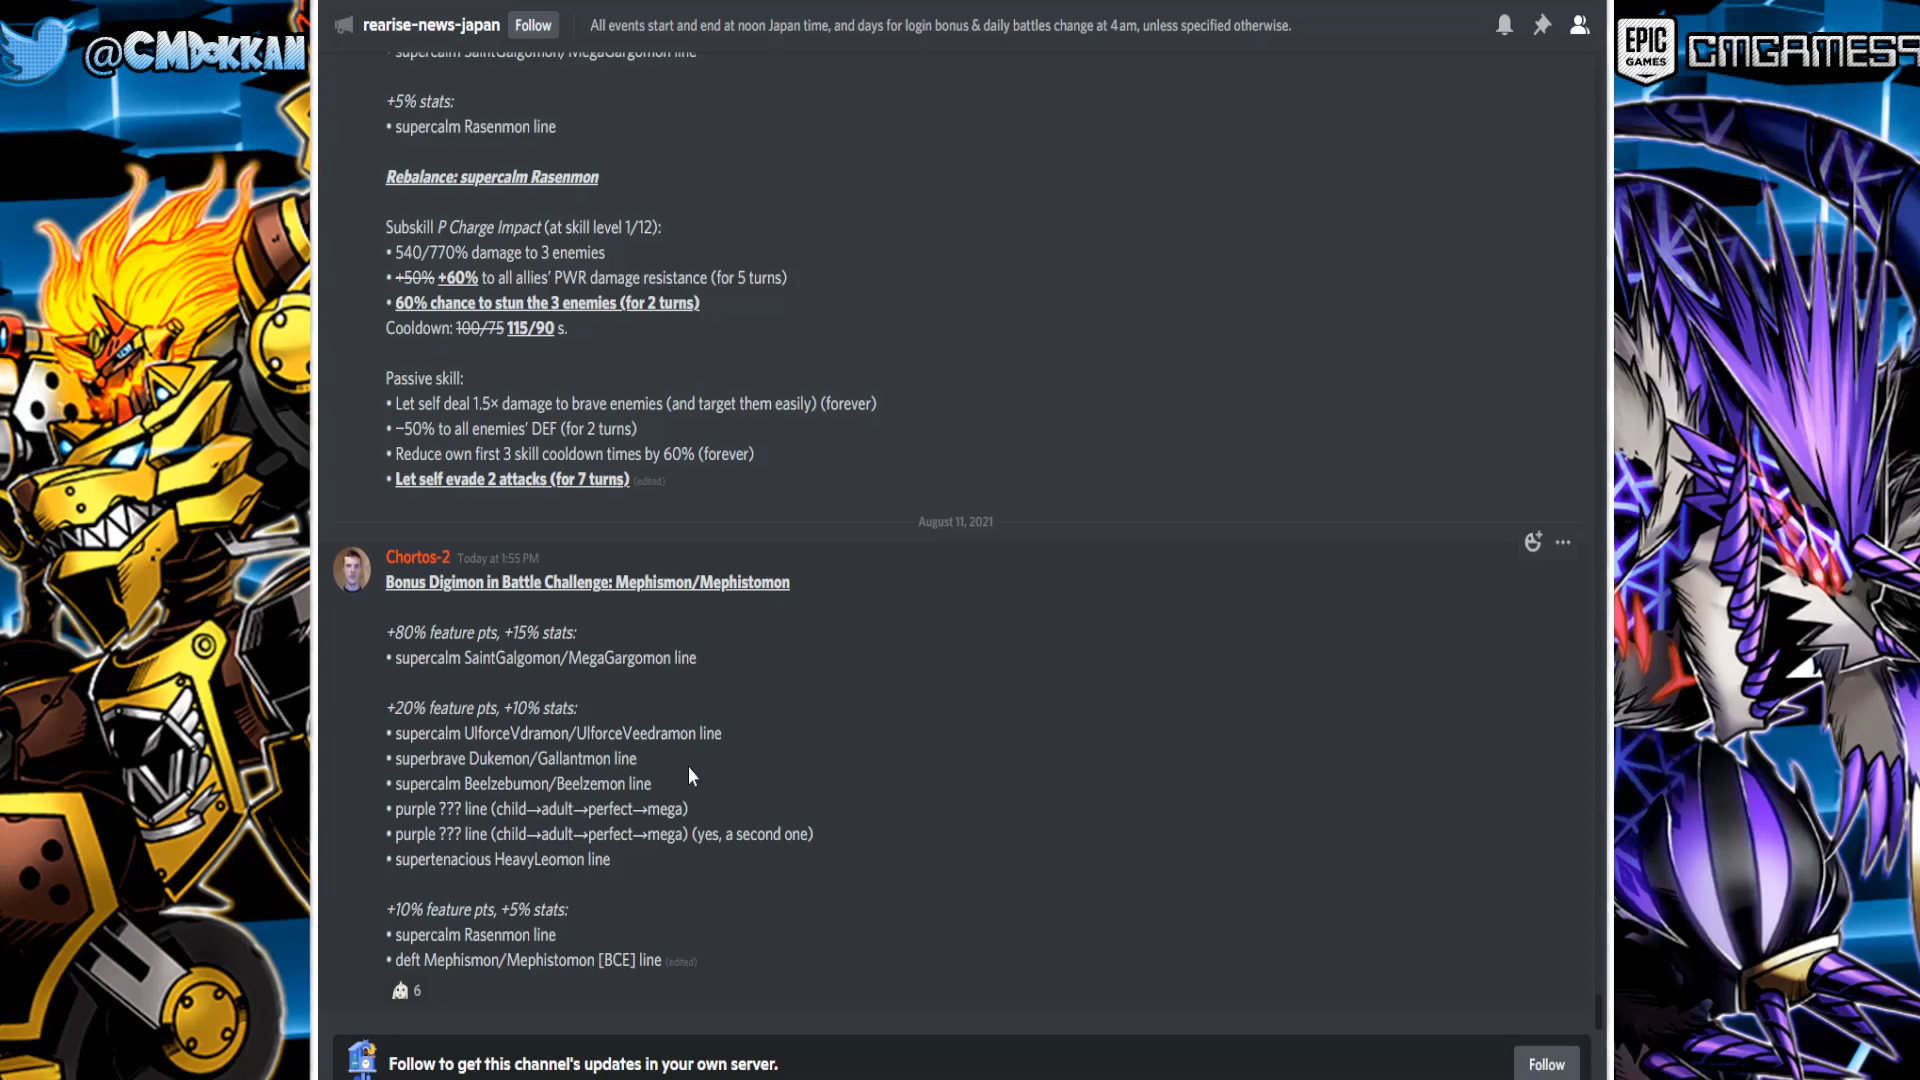 @CMDOKKAN
rearise-news-japan
Follow
All events start and end at noon Japan time, and days for login bonus & daily battles change at 4am, unless specified otherwise.
EPIC
GAMES
CMGAMES9
• supercalm SaintGalgomon/MegaGargomon line
+5% stats:
• supercalm Rasenmon line
Rebalance: supercalm Rasenmon
Subskill P Charge Impact (at skill level 1/12):
• 540/770% damage to 3 enemies
• +50% +60% to all allies' PWR damage resistance (for 5 turns)
• 60% chance to stun the 3 enemies (for 2 turns)
Cooldown: 100/75 115/90 s.
Passive skill:
• Let self deal 1.5× damage to brave enemies (and target them easily) (forever)
• −50% to all enemies' DEF (for 2 turns)
• Reduce own first 3 skill cooldown times by 60% (forever)
• Let self evade 2 attacks (for 7 turns) (edited)
August 11, 2021
Chortos-2 Today at 1:55 PM
Bonus Digimon in Battle Challenge: Mephismon/Mephistomon
+80% feature pts, +15% stats:
• supercalm SaintGalgomon/MegaGargomon line
+20% feature pts, +10% stats:
• supercalm UlforceVdramon/UlforceVeedramon line
• superbrave Dukemon/Gallantmon line
• supercalm Beelzebumon/Beelzemon line
• purple ??? line (child→adult→perfect→mega)
• purple ??? line (child→adult→perfect→mega) (yes, a second one)
• supertenacious HeavyLeomon line
+10% feature pts, +5% stats:
• supercalm Rasenmon line
• deft Mephismon/Mephistomon [BCE] line (edited)
6
Follow to get this channel's updates in your own server.
Follow